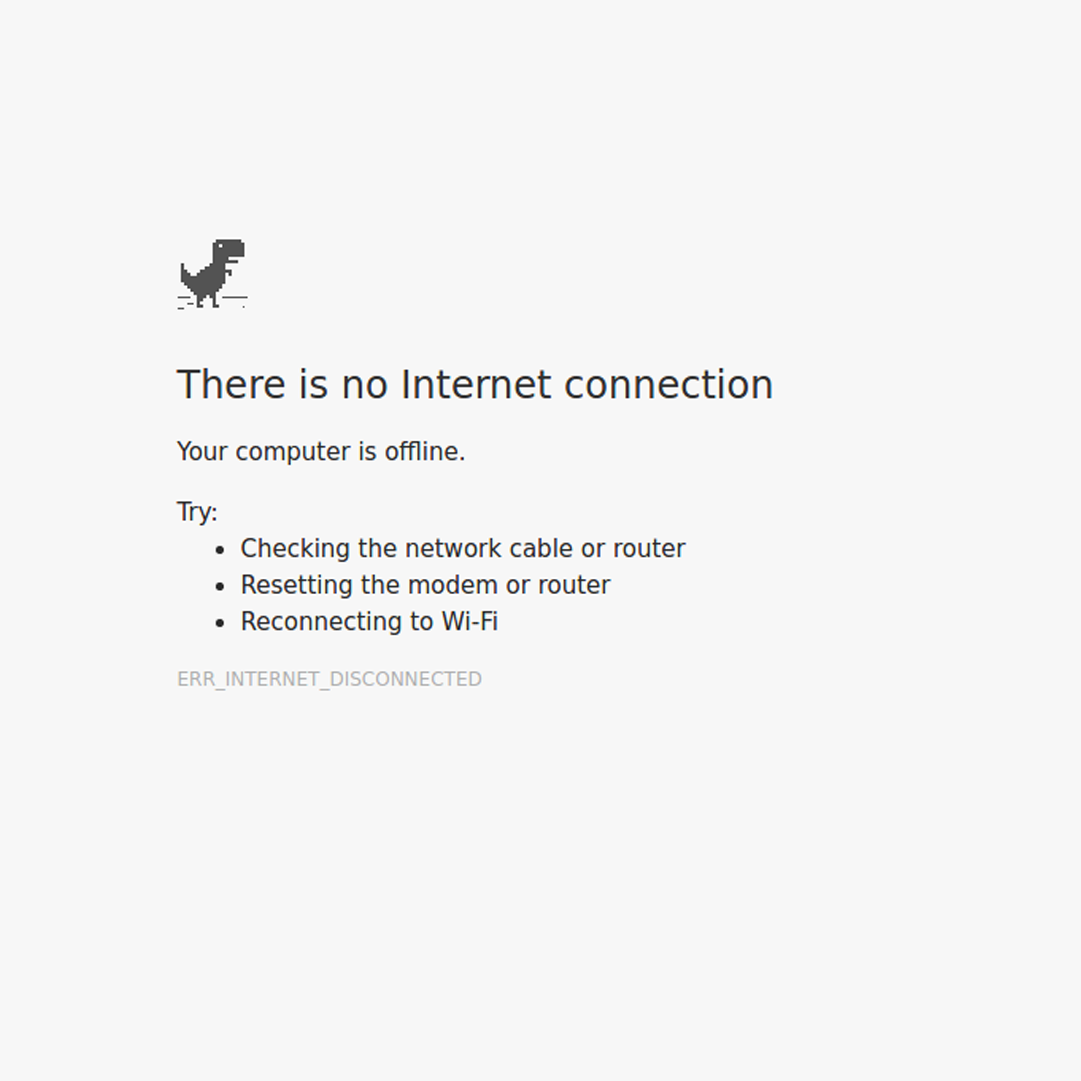 There is no Internet connection
Your computer is offline.
Try:
• Checking the network cable or router
• Resetting the modem or router
• Reconnecting to Wi-Fi
ERR_INTERNET_DISCONNECTED